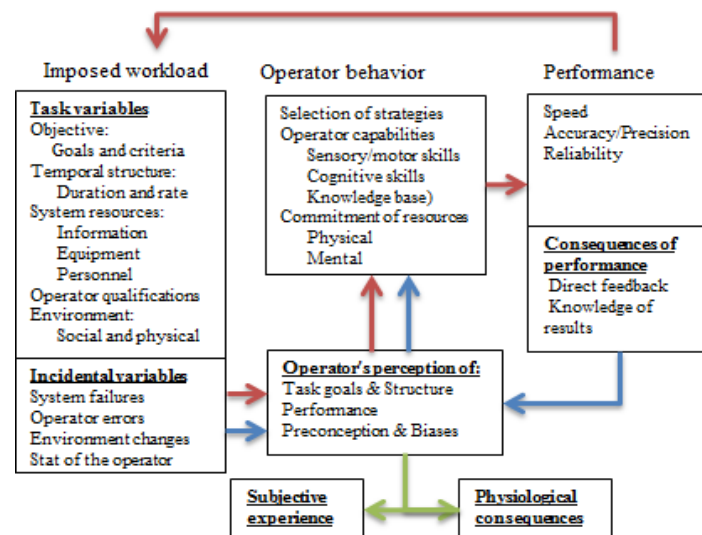 Imposed workload
Task variables
Objective:
Goals and criteria
Temporal structure:
Duration and rate
System resources:
Information
Equipment
Personnel
Operator qualifications
Environment:
Social and physical
Incidental variables
System failures
Operator errors
Environment changes
Stat of the operator
Operator behavior
Selection of strategies
Operator capabilities
Sensory/motor skills
Cognitive skills
Knowledge base)
Commitment of resources
Physical
Mental
Operator's perception of:
Task goals & Structure
Performance
Preconception & Biases
Performance
Speed
Accuracy/Precision
Reliability
Consequences of
performance
Direct feedback
Knowledge of
results
Subjective
experience
Physiological
consequences